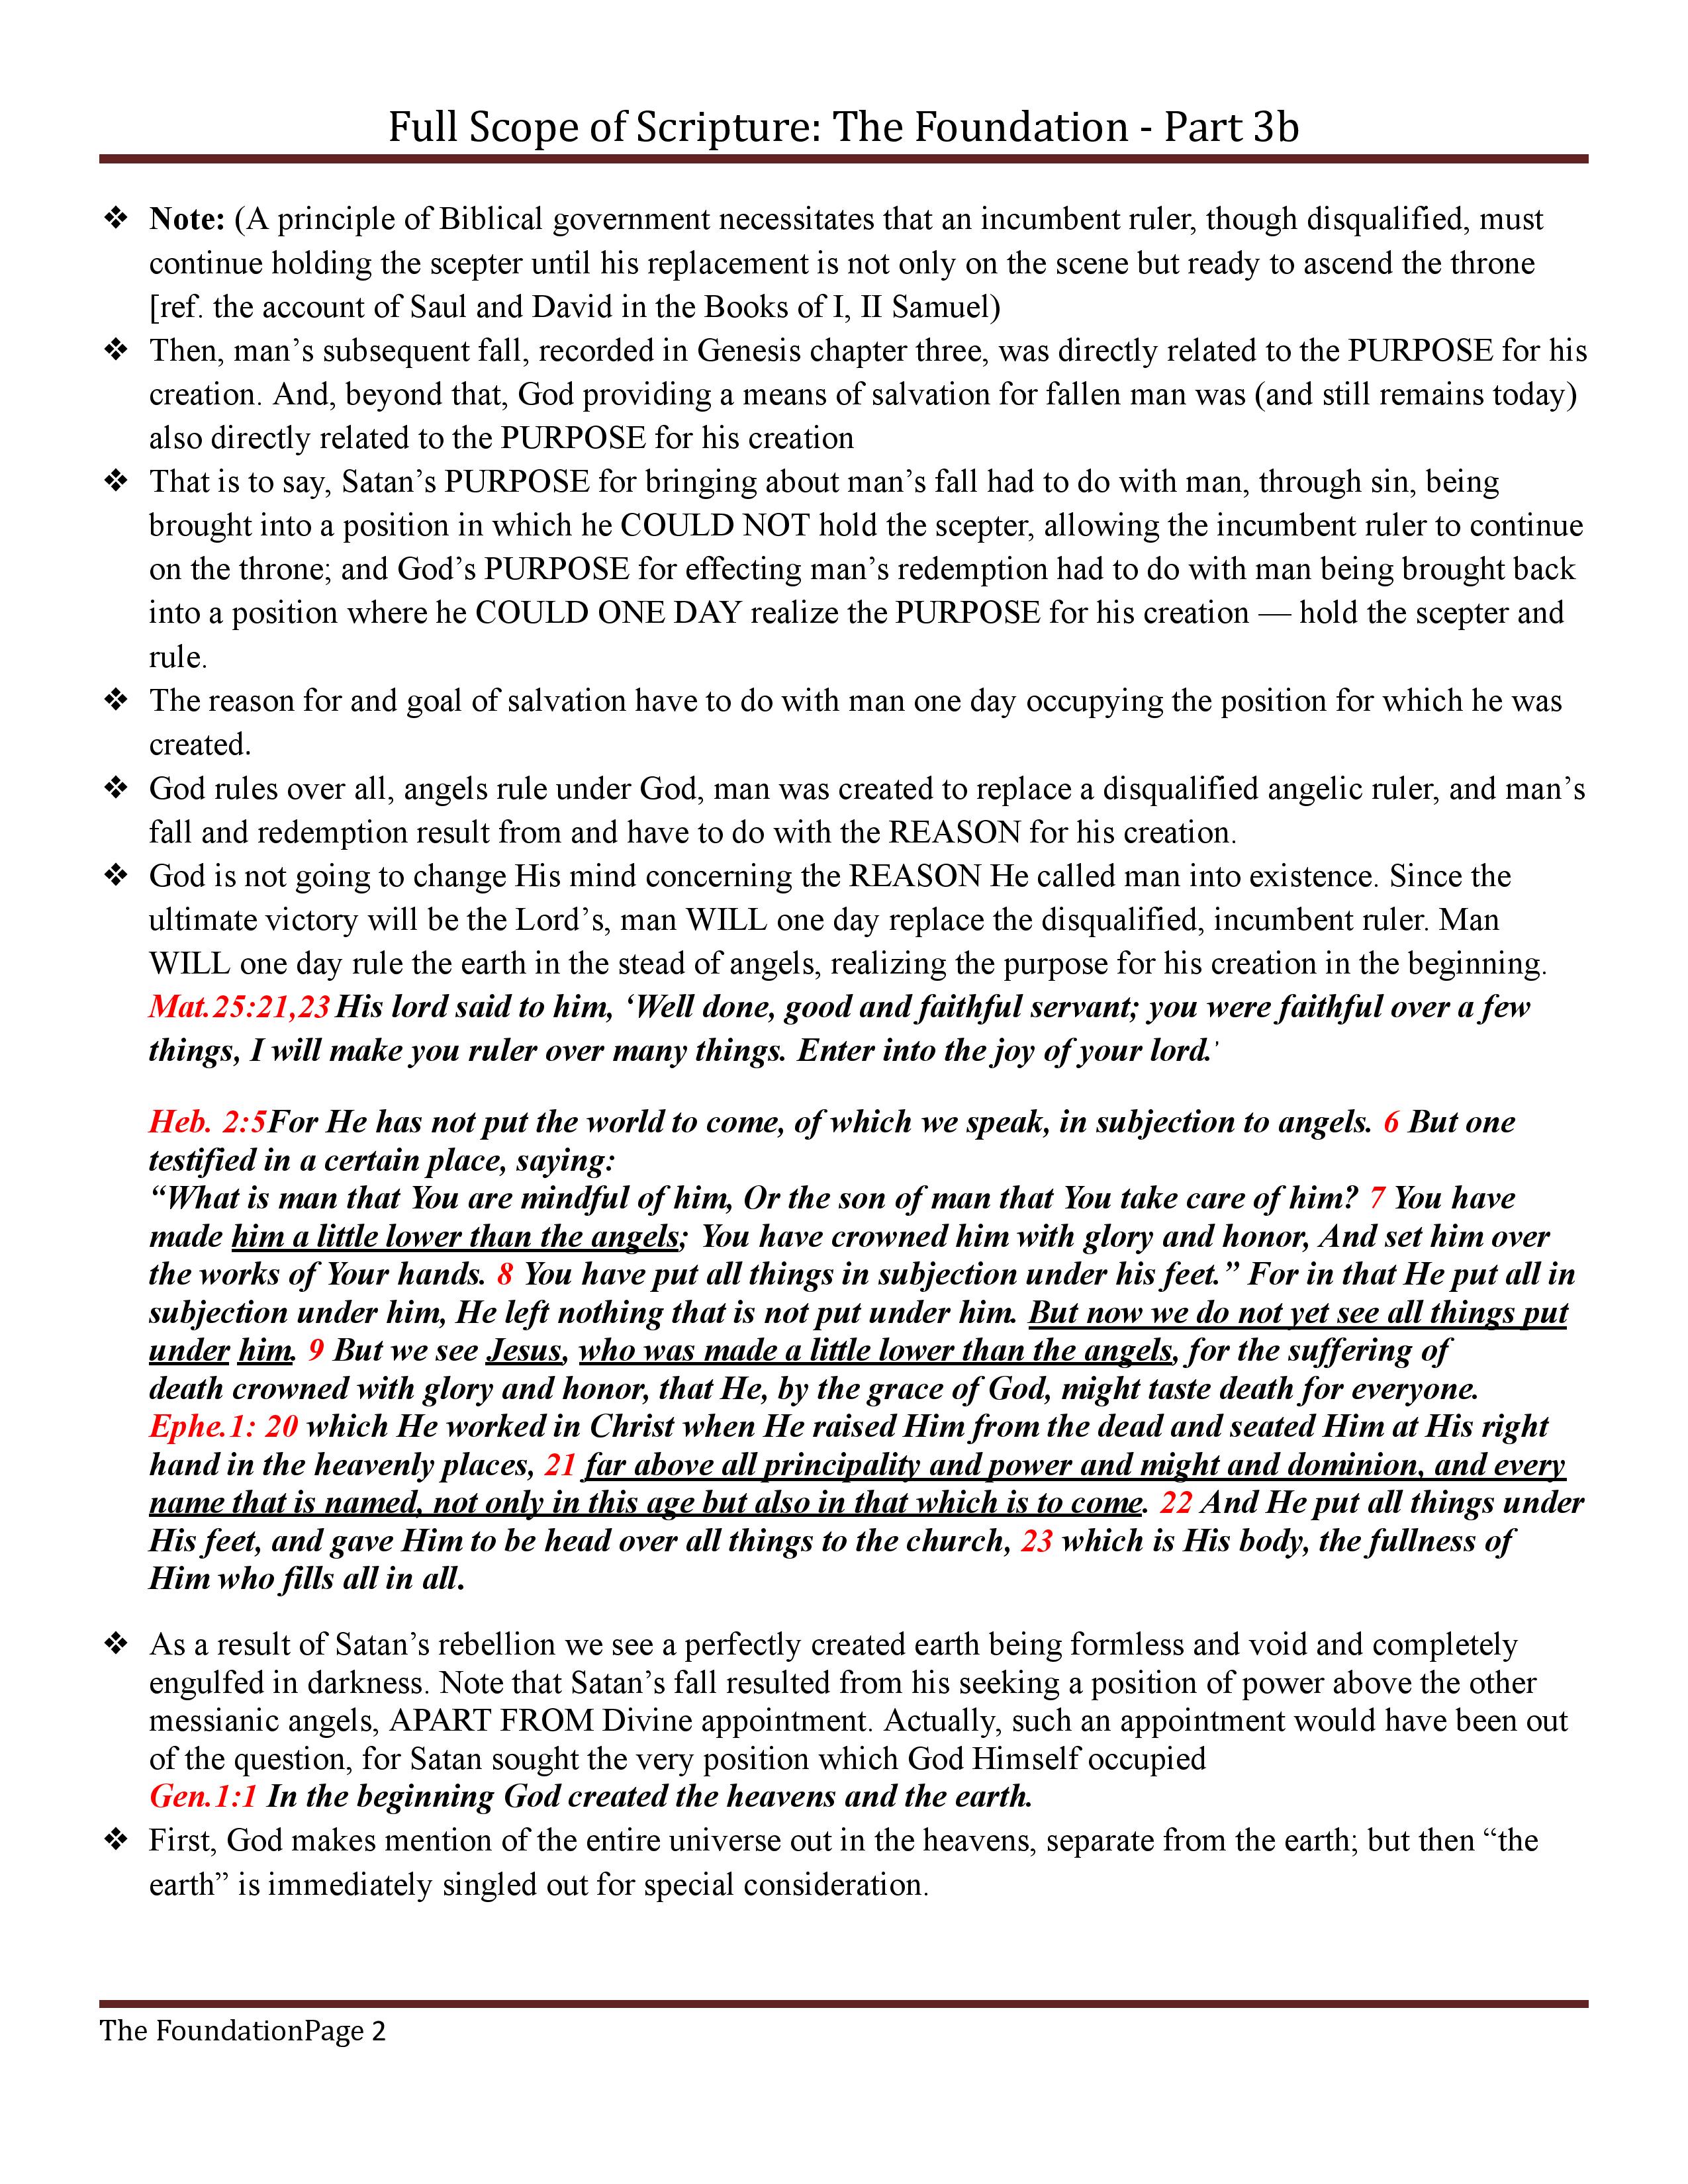 Full Scope of Scripture: The Foundation - Part 3b
❖ Note: (A principle of Biblical government necessitates that an incumbent ruler, though disqualified, must
continue holding the scepter until his replacement is not only on the scene but ready to ascend the throne
[ref. the account of Saul and David in the Books of I, II Samuel)
❖ Then, man’s subsequent fall, recorded in Genesis chapter three, was directly related to the PURPOSE for his
creation. And, beyond that, God providing a means of salvation for fallen man was (and still remains today)
also directly related to the PURPOSE for his creation
❖ That is to say, Satan’s PURPOSE for bringing about man’s fall had to do with man, through sin, being
brought into a position in which he COULD NOT hold the scepter, allowing the incumbent ruler to continue
on the throne; and God’s PURPOSE for effecting man’s redemption had to do with man being brought back
into a position where he COULD ONE DAY realize the PURPOSE for his creation — hold the scepter and
rule.
❖ The reason for and goal of salvation have to do with man one day occupying the position for which he was
created.
❖ God rules over all, angels rule under God, man was created to replace a disqualified angelic ruler, and man’s
fall and redemption result from and have to do with the REASON for his creation.
❖ God is not going to change His mind concerning the REASON He called man into existence. Since the
ultimate victory will be the Lord’s, man WILL one day replace the disqualified, incumbent ruler. Man
WILL one day rule the earth in the stead of angels, realizing the purpose for his creation in the beginning.
Mat.25:21,23 His lord said to him, ‘Well done, good and faithful servant; you were faithful over a few
things, I will make you ruler over many things. Enter into the joy of your lord.’
Heb. 2:5For He has not put the world to come, of which we speak, in subjection to angels. 6 But one
testified in a certain place, saying:
“What is man that You are mindful of him, Or the son of man that You take care of him? 7 You have
made him a little lower than the angels; You have crowned him with glory and honor, And set him over
the works of Your hands. 8 You have put all things in subjection under his feet.” For in that He put all in
subjection under him, He left nothing that is not put under him. But now we do not yet see all things put
under him. 9 But we see Jesus, who was made a little lower than the angels, for the suffering of
death crowned with glory and honor, that He, by the grace of God, might taste death for everyone.
Ephe.1: 20 which He worked in Christ when He raised Him from the dead and seated Him at His right
hand in the heavenly places, 21 far above all principality and power and might and dominion, and every
name that is named, not only in this age but also in that which is to come. 22 And He put all things under
His feet, and gave Him to be head over all things to the church, 23 which is His body, the fullness of
Him who fills all in all.
❖ As a result of Satan’s rebellion we see a perfectly created earth being formless and void and completely
engulfed in darkness. Note that Satan’s fall resulted from his seeking a position of power above the other
messianic angels, APART FROM Divine appointment. Actually, such an appointment would have been out
of the question, for Satan sought the very position which God Himself occupied
Gen.1:1 In the beginning God created the heavens and the earth.
❖ First, God makes mention of the entire universe out in the heavens, separate from the earth; but then “the
earth” is immediately singled out for special consideration.
The FoundationPage 2